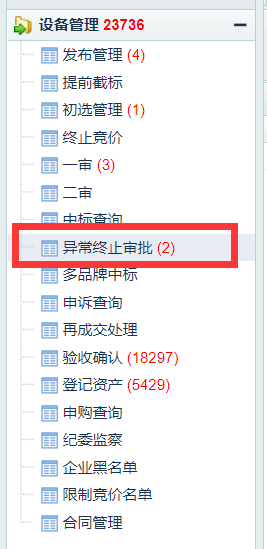 设备管理 23736
发布管理 (4)
提前截标
初选管理 (1)
终止竞价
一审 (3)
二审
中标查询
异常终止审批 (2)
多品牌中标
申诉查询
再成交处理
验收确认 (18297)
登记资产 (5429)
申购查询
纪委监察
企业黑名单
限制竞价名单
合同管理